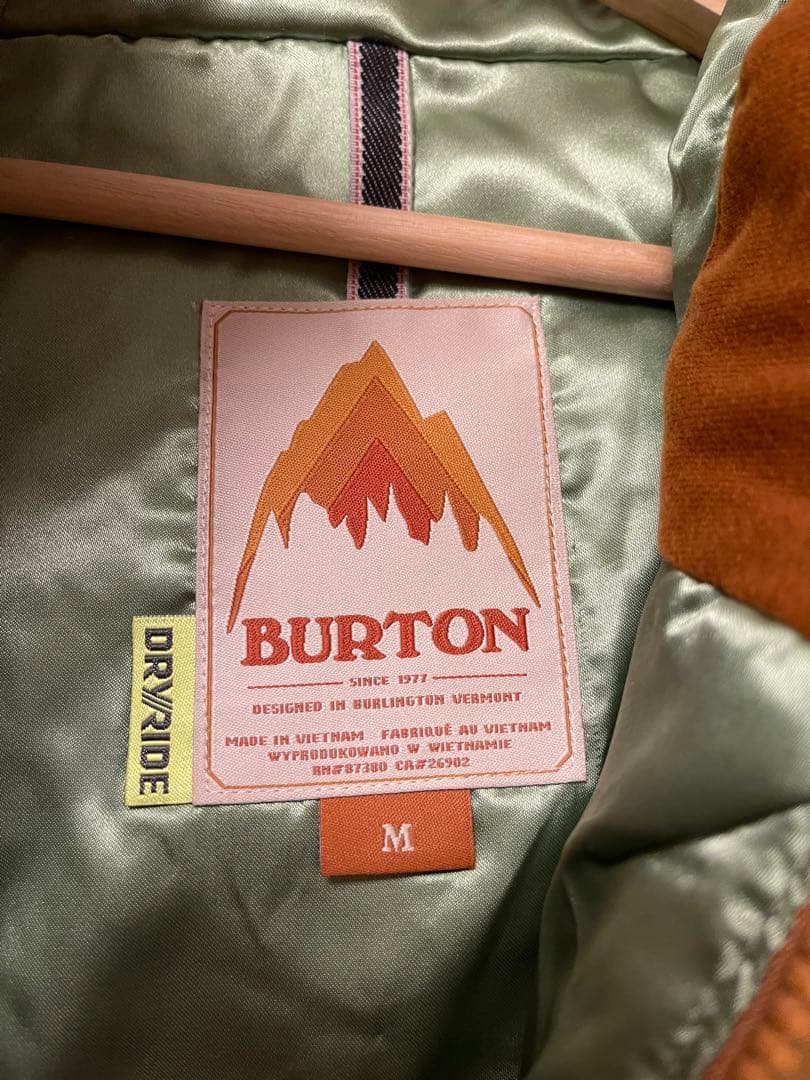 BURTON
SINCE 1977
DESIGNED IN BURLINGTON VERMONT
MADE IN VIETNAM FABRIQUÉ AU VIETNAM
WYPRODUKOWANO W WIETNAMIE
RN#87380 CA#26902
DRY//RIDE
M